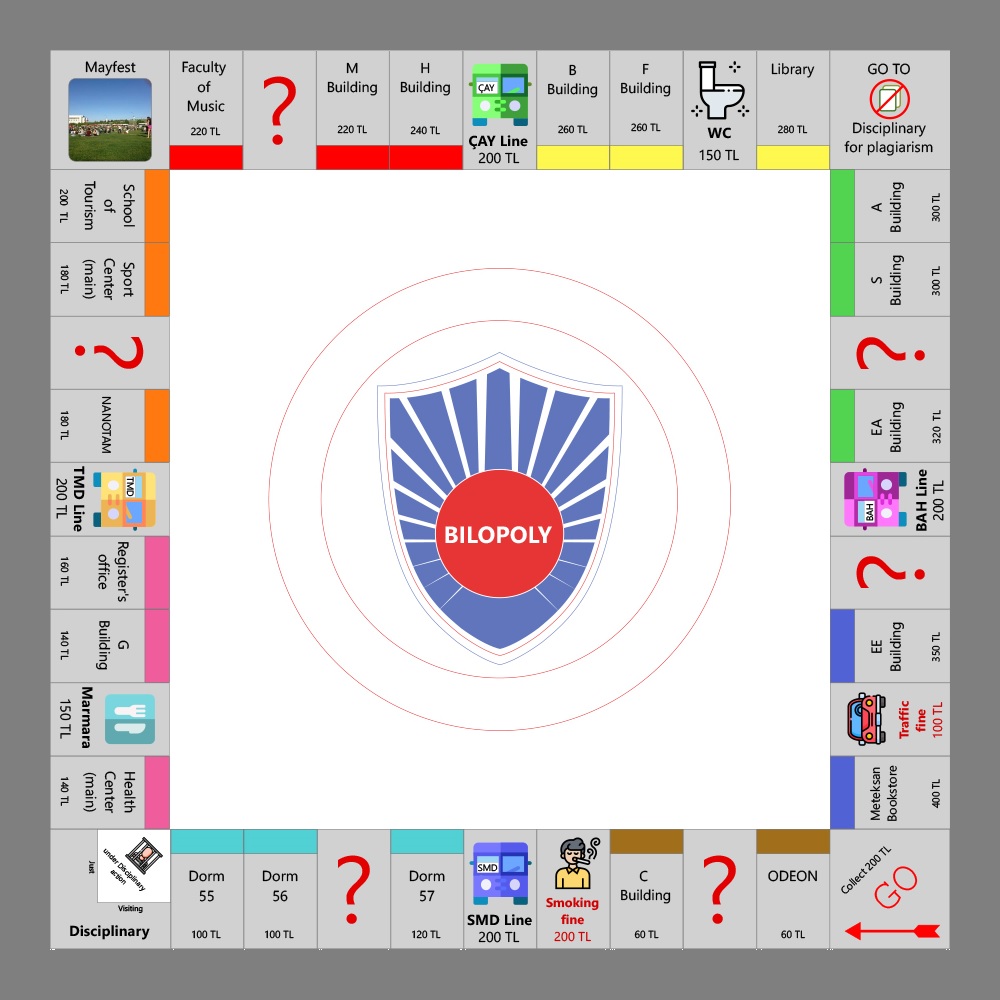 Mayfest
Faculty
of
Music
220 TL
?
M
Building
220 TL
H
Building
240 TL
ÇAY
ÇAY Line
200 TL
B
Building
260 TL
F
Building
260 TL
WC
150 TL
Library
280 TL
GO TO
Disciplinary
for plagiarism
A
Building
300 TL
S
Building
300 TL
?
EA
Building
320 TL
BAH
BAH Line
200 TL
?
EE
Building
350 TL
Traffic
fine
100 TL
Meteksan
Bookstore
400 TL
Collect 200 TL
GO
ODEON
60 TL
?
C
Building
60 TL
Smoking
fine
200 TL
SMD
SMD Line
200 TL
Dorm
57
120 TL
?
Dorm
56
100 TL
Dorm
55
100 TL
under Disciplinary
action
Just
Visiting
Disciplinary
Health
Center
(main)
140 TL
Marmara
150 TL
G
Building
140 TL
Register's
office
160 TL
TMD
TMD Line
200 TL
NANOTAM
180 TL
?
Sport
Center
(main)
180 TL
School
of
Tourism
200 TL
BILOPOLY